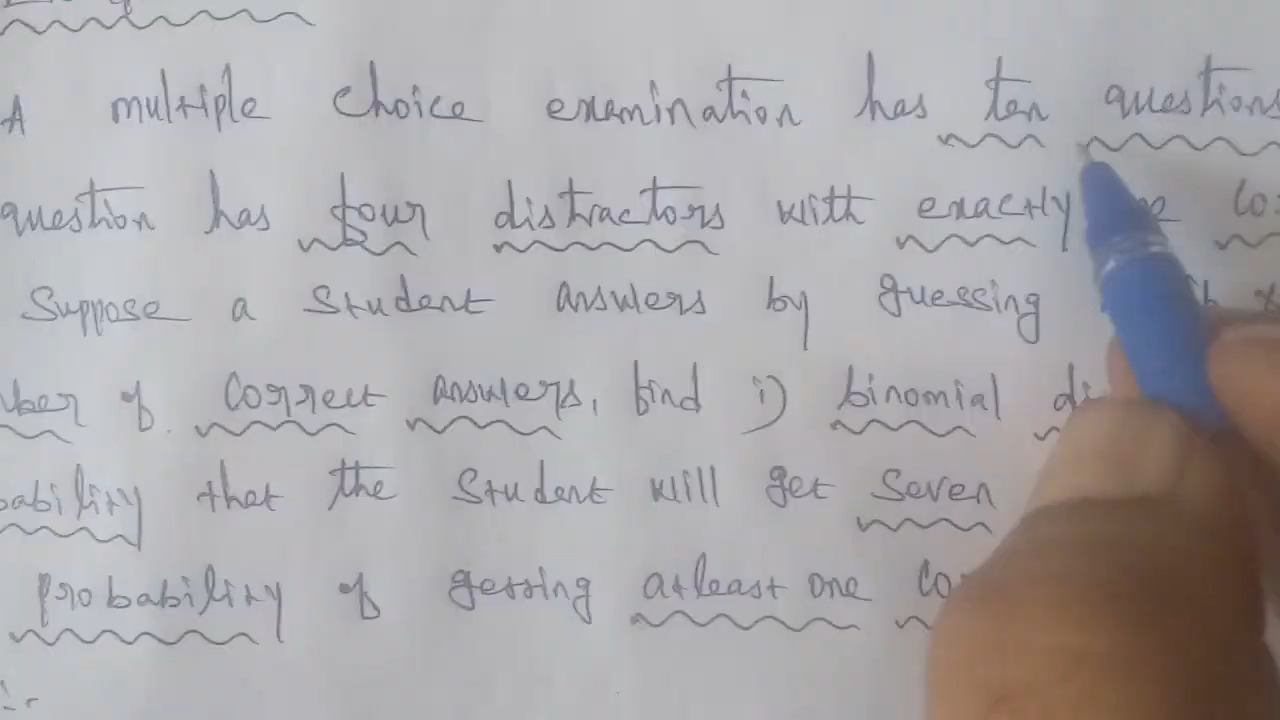 A multiple choice examination has ten questions
question has four distractors with exactly
Suppose a student answers by guessing
of correct answers, find i) binomial
that the student will get seven
probability of getting atleast one